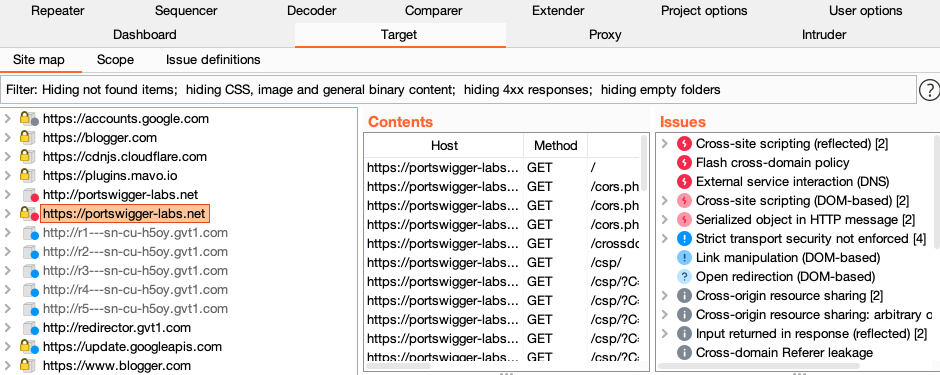 Repeater Sequencer Decoder Comparer Extender Project options User options
Dashboard Target Proxy Intruder
Site map Scope Issue definitions
Filter: Hiding not found items; hiding CSS, image and general binary content; hiding 4xx responses; hiding empty folders
?
https://accounts.google.com
https://blogger.com
https://cdnjs.cloudflare.com
https://plugins.mavo.io
http://portswigger-labs.net
https://portswigger-labs.net
http://r1---sn-cu-h5oy.gvt1.com
http://r2---sn-cu-h5oy.gvt1.com
http://r3---sn-cu-h5oy.gvt1.com
http://r4---sn-cu-h5oy.gvt1.com
http://r5---sn-cu-h5oy.gvt1.com
http://redirector.gvt1.com
https://update.googleapis.com
https://www.blogger.com
Contents
Host Method
https://portswigger-labs... GET /
https://portswigger-labs... GET /cors.ph
https://portswigger-labs... GET /cors.ph
https://portswigger-labs... GET /cors.ph
https://portswigger-labs... GET /crossdo
https://portswigger-labs... GET /csp/
https://portswigger-labs... GET /csp/?C=
https://portswigger-labs... GET /csp/?C=
https://portswigger-labs... GET /csp/?C=
https://portswigger-labs... GET /csp/?C=
https://portswigger-labs... GET /csp/?C=
Issues
Cross-site scripting (reflected) [2]
Flash cross-domain policy
External service interaction (DNS)
Cross-site scripting (DOM-based) [2]
Serialized object in HTTP message [2]
Strict transport security not enforced [4]
Link manipulation (DOM-based)
Open redirection (DOM-based)
Cross-origin resource sharing [2]
Cross-origin resource sharing: arbitrary o
Input returned in response (reflected) [2]
Cross-domain Referer leakage